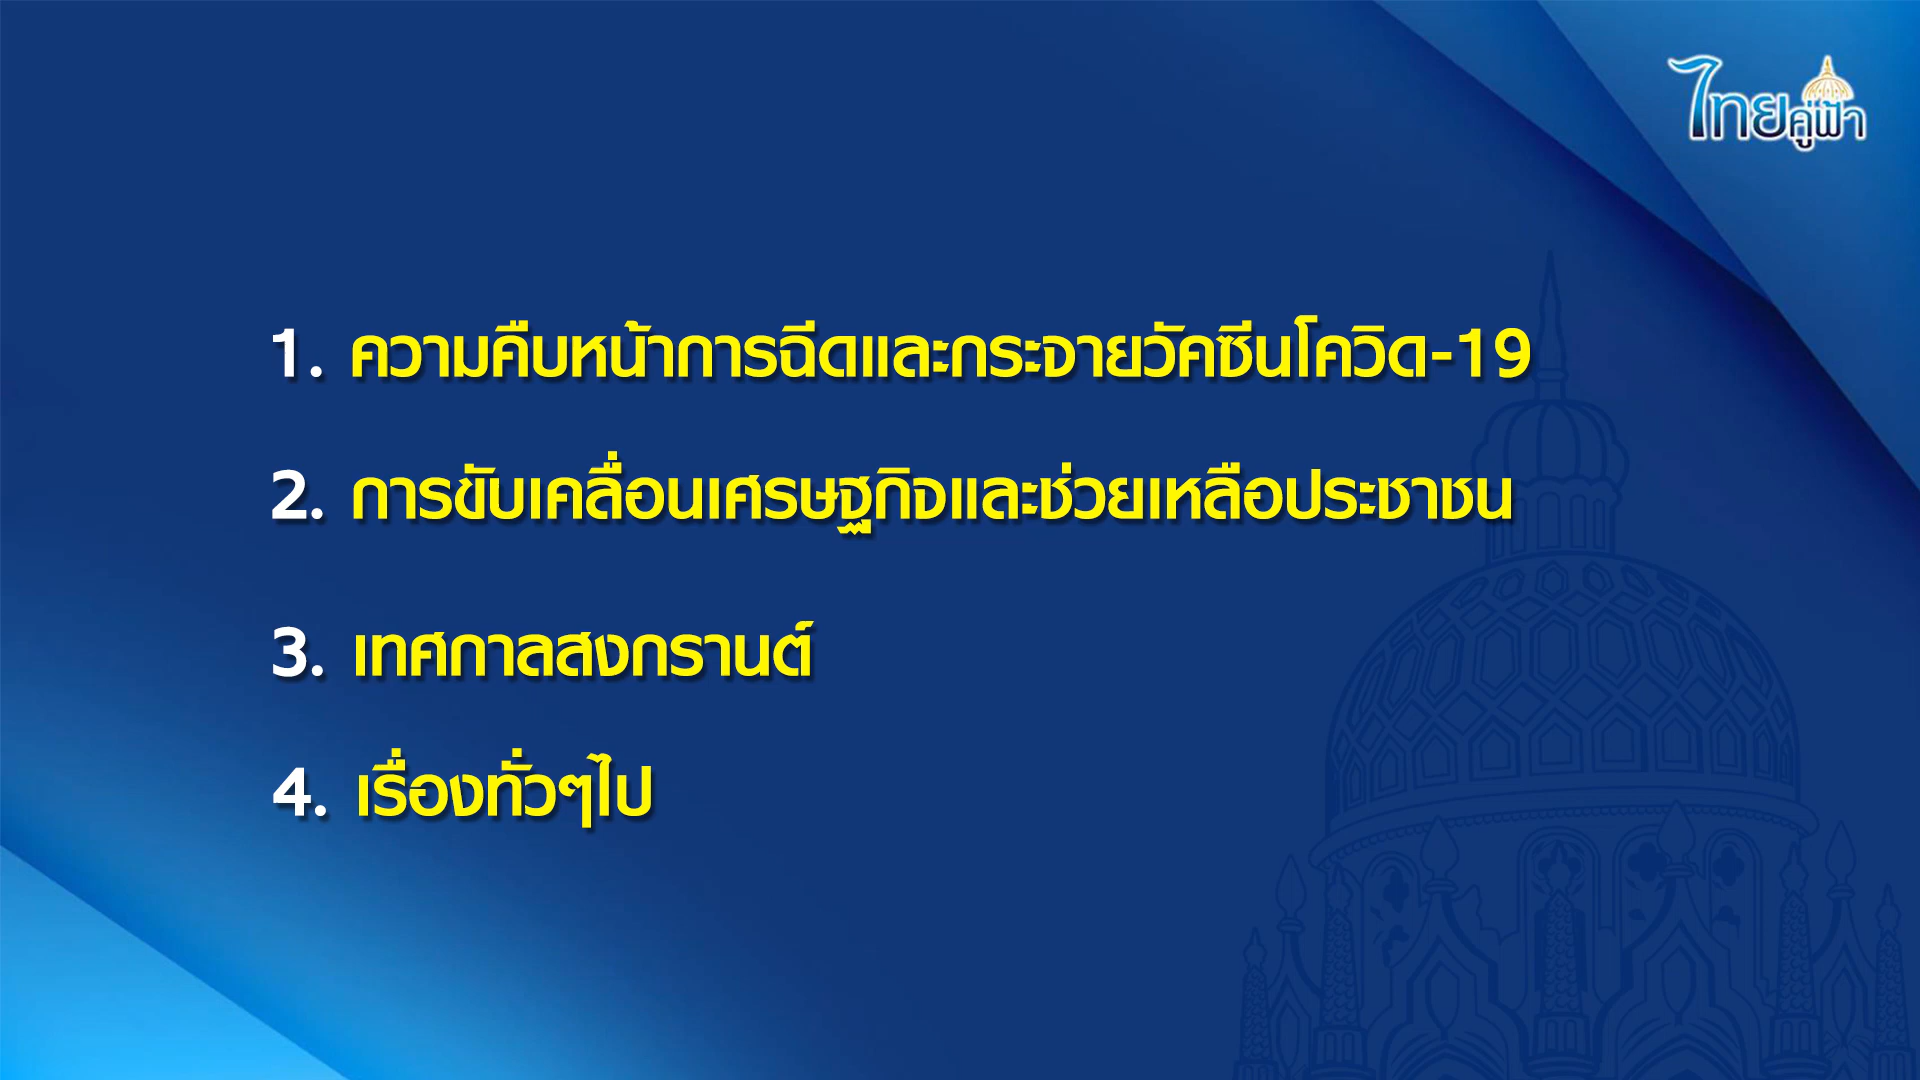 ไทยคู่ฟ้า
1. ความคืบหน้าการฉีดและกระจายวัคซีนโควิด-19
2. การขับเคลื่อนเศรษฐกิจและช่วยเหลือประชาชน
3. เทศกาลสงกรานต์
4. เรื่องทั่วๆไป